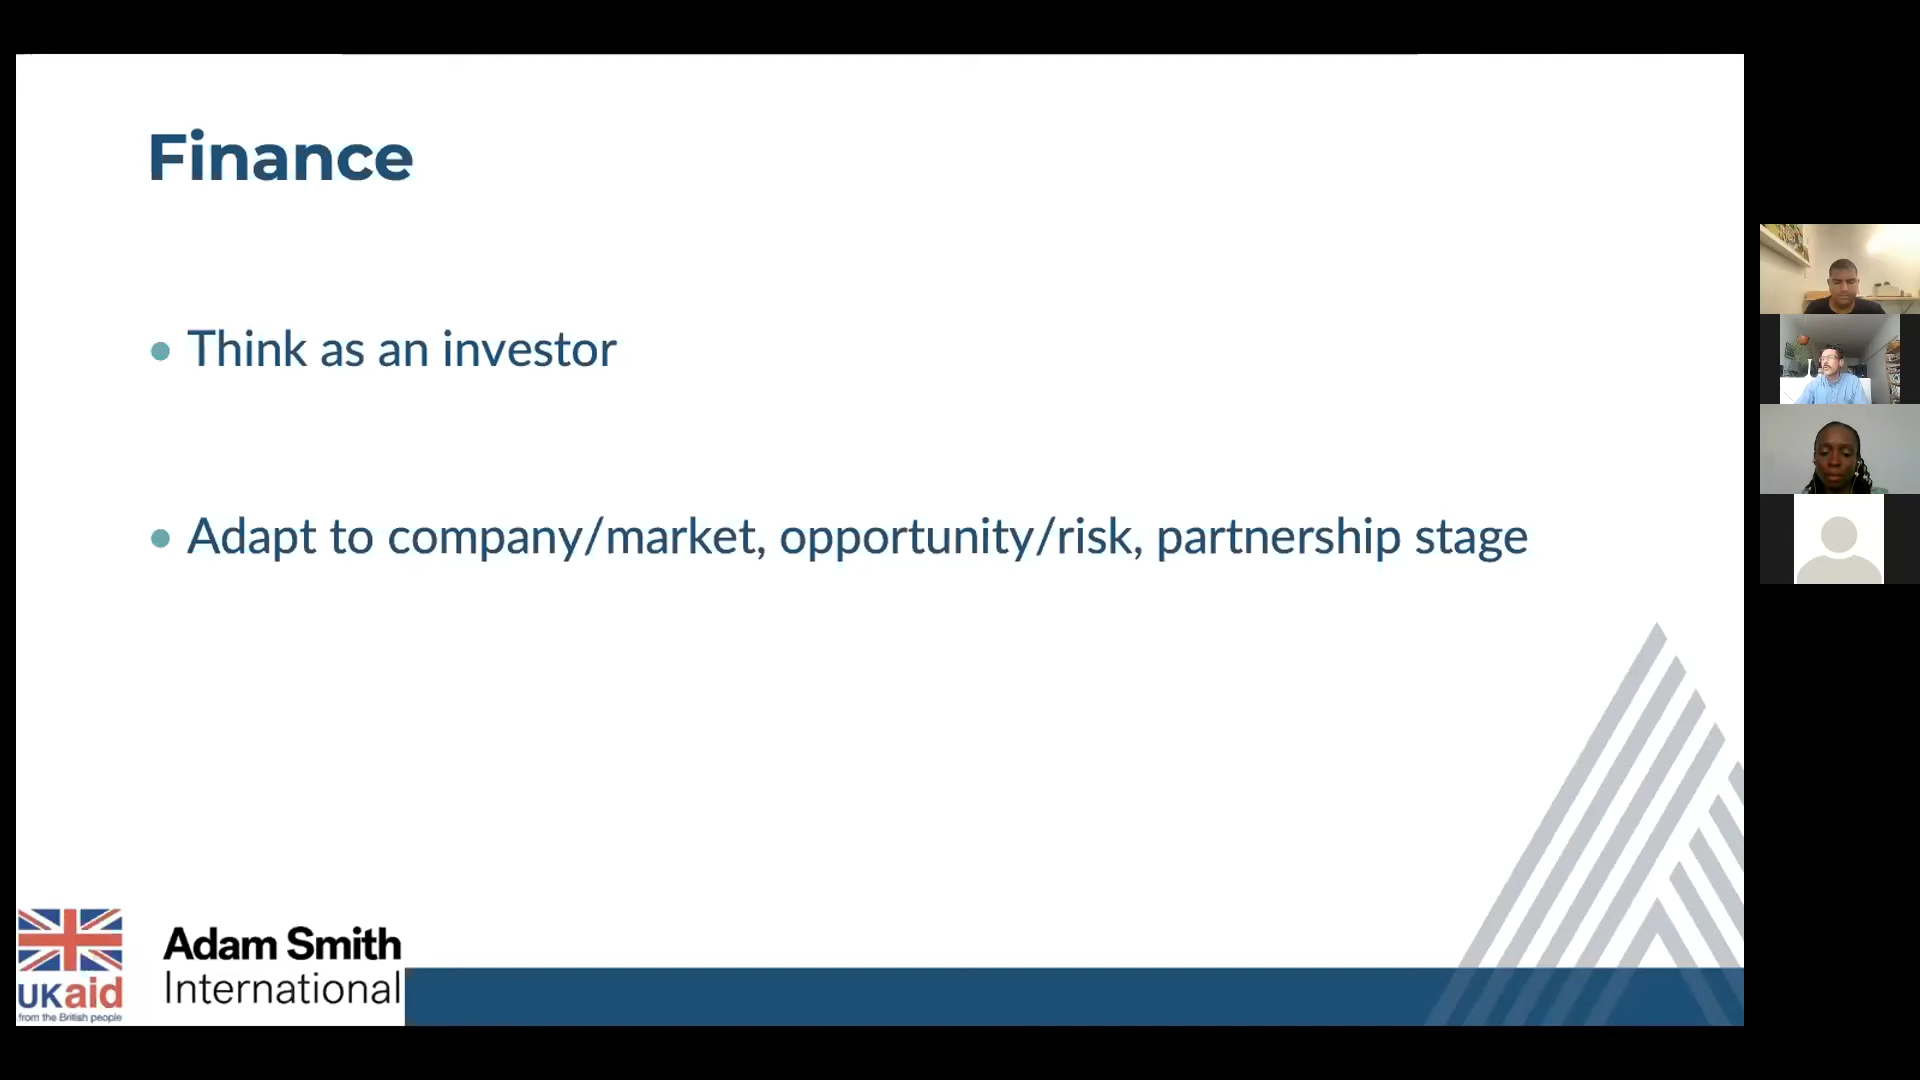 Finance
Think as an investor
Adapt to company/market, opportunity/risk, partnership stage
UKaid
from the British people
Adam Smith
International